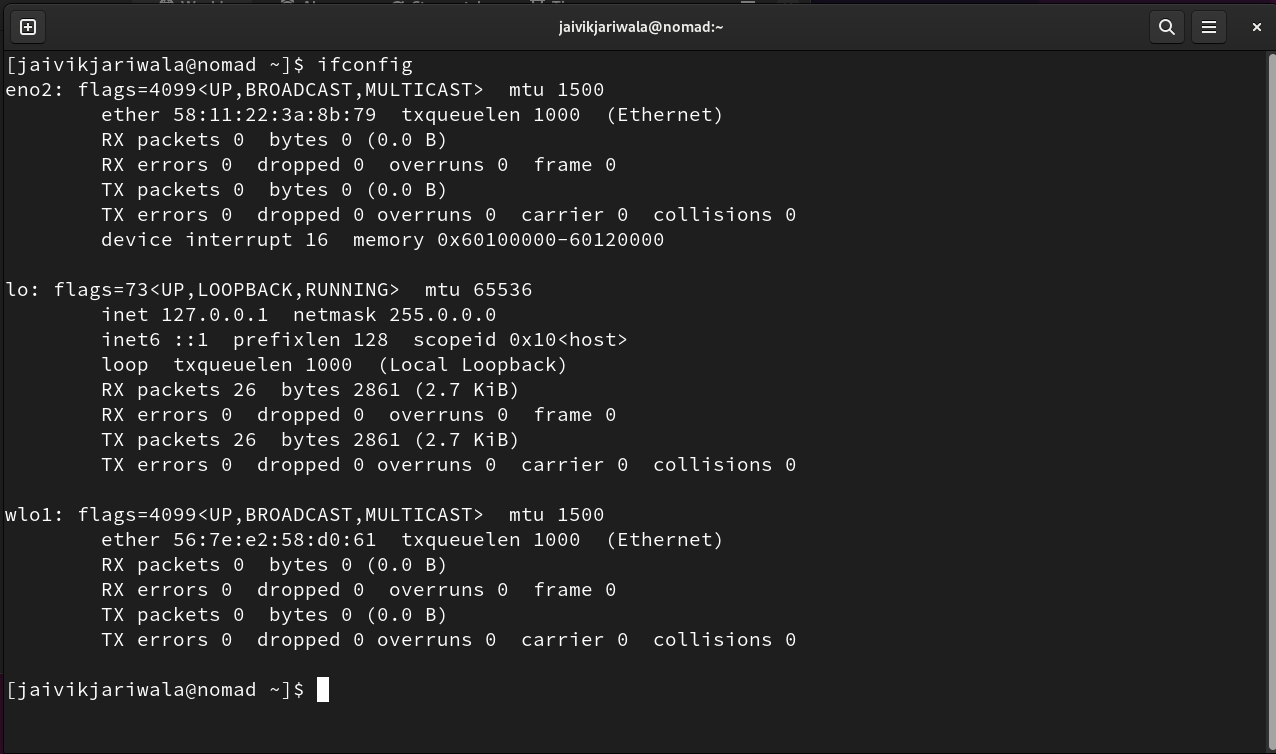 jaivikjariwala@nomad:~
[jaivikjariwala@nomad ~]$ ifconfig
eno2: flags=4099<UP,BROADCAST,MULTICAST>  mtu 1500
        ether 58:11:22:3a:8b:79  txqueuelen 1000  (Ethernet)
        RX packets 0  bytes 0 (0.0 B)
        RX errors 0  dropped 0  overruns 0  frame 0
        TX packets 0  bytes 0 (0.0 B)
        TX errors 0  dropped 0 overruns 0  carrier 0  collisions 0
        device interrupt 16  memory 0x60100000-60120000

lo: flags=73<UP,LOOPBACK,RUNNING>  mtu 65536
        inet 127.0.0.1  netmask 255.0.0.0
        inet6 ::1  prefixlen 128  scopeid 0x10<host>
        loop  txqueuelen 1000  (Local Loopback)
        RX packets 26  bytes 2861 (2.7 KiB)
        RX errors 0  dropped 0  overruns 0  frame 0
        TX packets 26  bytes 2861 (2.7 KiB)
        TX errors 0  dropped 0 overruns 0  carrier 0  collisions 0

wlo1: flags=4099<UP,BROADCAST,MULTICAST>  mtu 1500
        ether 56:7e:e2:58:d0:61  txqueuelen 1000  (Ethernet)
        RX packets 0  bytes 0 (0.0 B)
        RX errors 0  dropped 0  overruns 0  frame 0
        TX packets 0  bytes 0 (0.0 B)
        TX errors 0  dropped 0 overruns 0  carrier 0  collisions 0

[jaivikjariwala@nomad ~]$